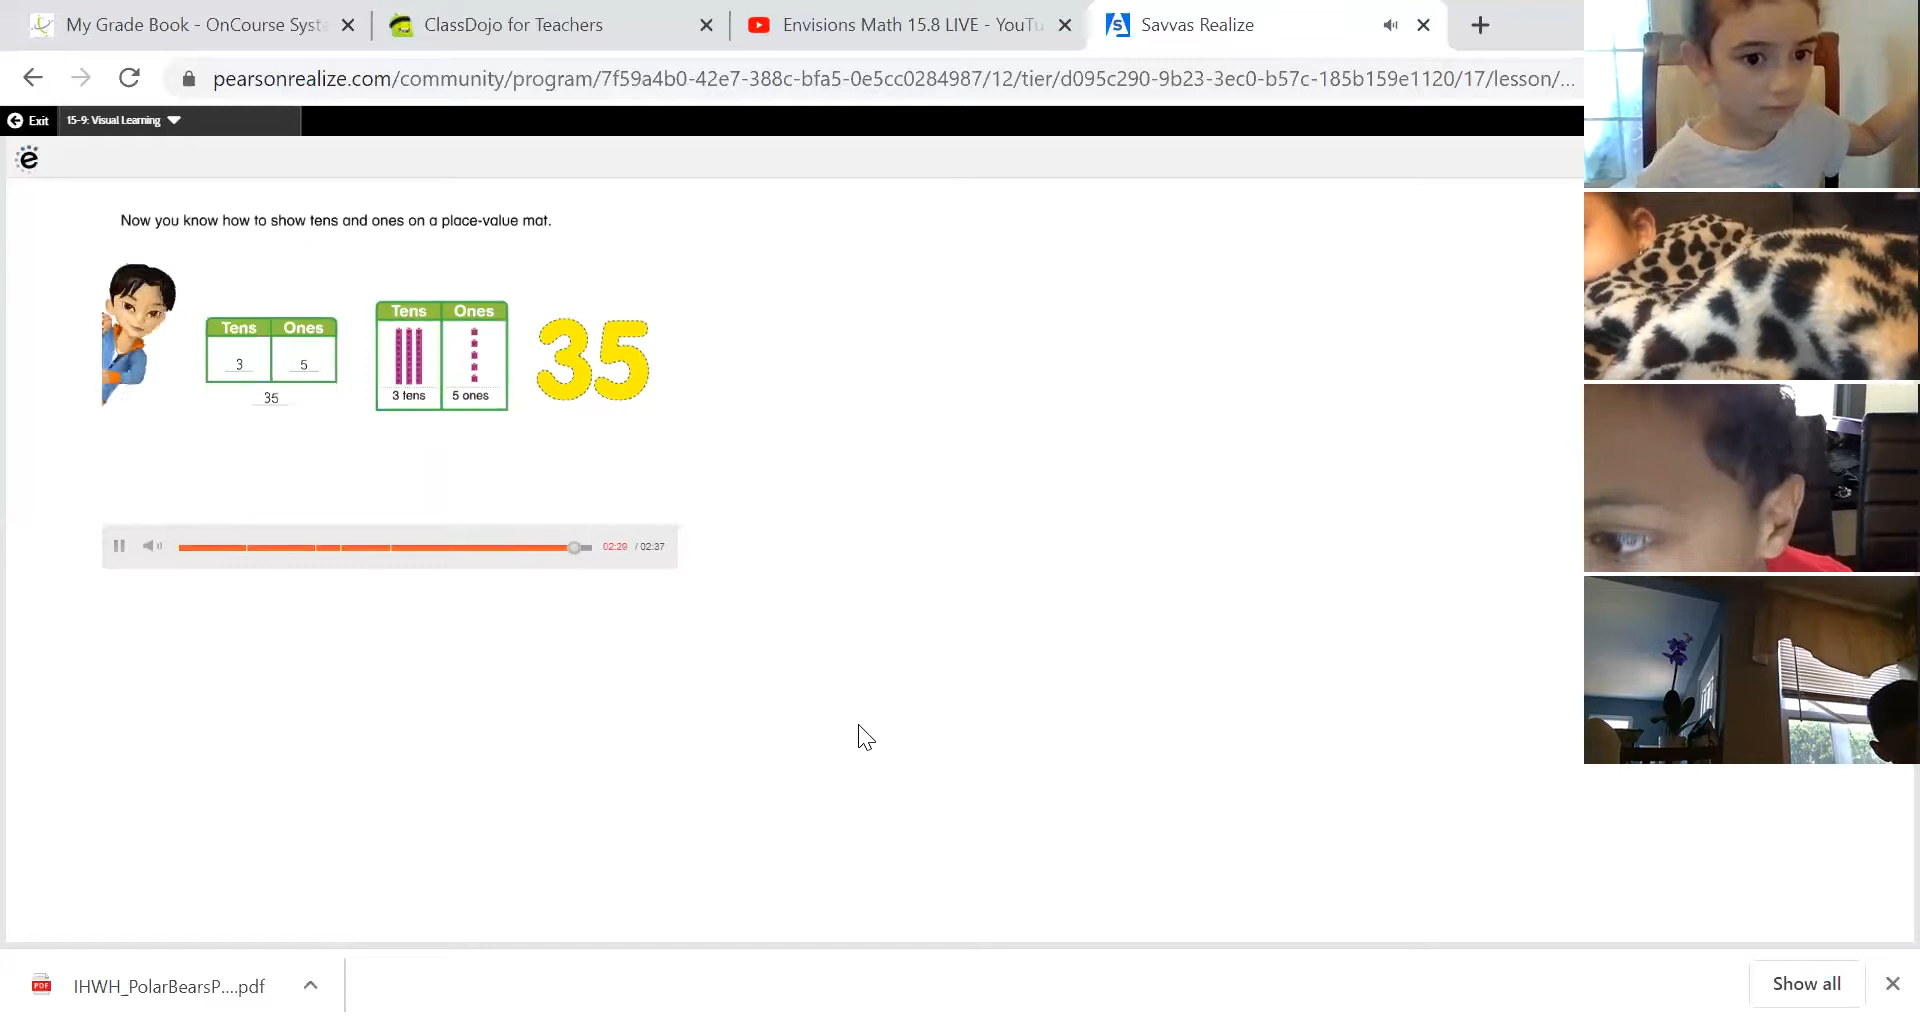 My Grade Book - OnCourse Syste
ClassDojo for Teachers
Envisions Math 15.8 LIVE - YouTu
Savvas Realize
pearsonrealize.com/community/program/7f59a4b0-42e7-388c-bfa5-0e5cc0284987/12/tier/d095c290-9b23-3ec0-b57c-185b159e1120/17/lesson/...
Exit
15-9: Visual Learning
e
Now you know how to show tens and ones on a place-value mat.
Tens Ones
3 5
35
Tens Ones
3 tens 5 ones
35
02:29 / 02:37
PDF
IHWH_PolarBearsP....pdf
Show all